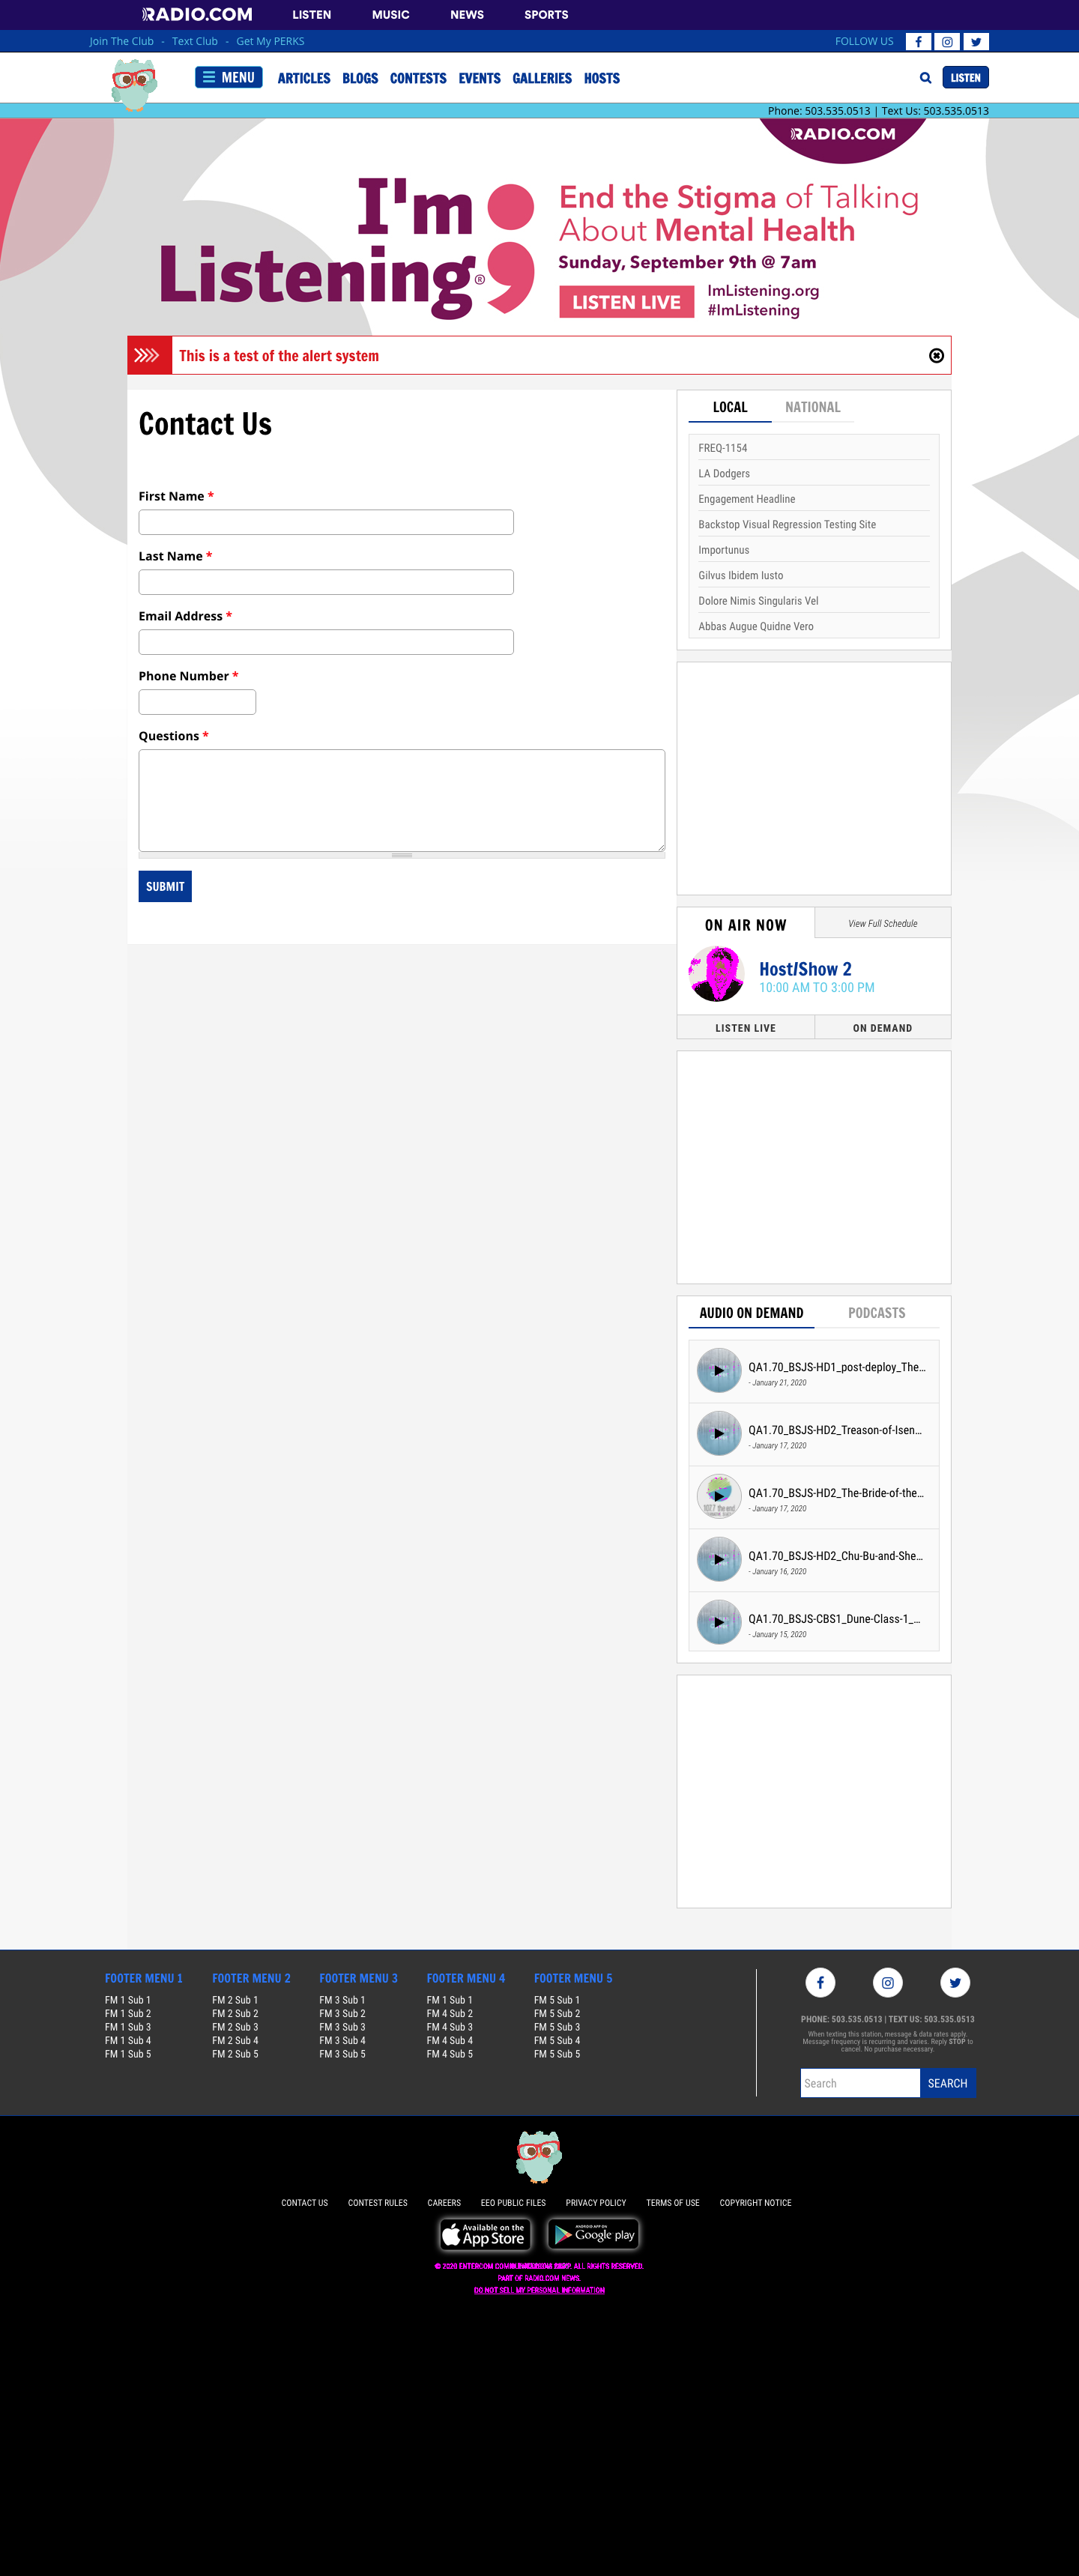 RADIO.COM LISTEN MUSIC NEWS SPORTS
Join The Club - Text Club - Get My PERKS FOLLOW US
MENU ARTICLES BLOGS CONTESTS EVENTS GALLERIES HOSTS LISTEN
Phone: 503.535.0513 | Text Us: 503.535.0513
RADIO.COM
I'm
Listening®
End the Stigma of Talking
About Mental Health
Sunday, September 9th @ 7am
LISTEN LIVE
ImListening.org
#ImListening
This is a test of the alert system
Contact Us
First Name *
Last Name *
Email Address *
Phone Number *
Questions *
SUBMIT
LOCAL NATIONAL
FREQ-1154
LA Dodgers
Engagement Headline
Backstop Visual Regression Testing Site
Importunus
Gilvus Ibidem Iusto
Dolore Nimis Singularis Vel
Abbas Augue Quidne Vero
ON AIR NOW View Full Schedule
Host/Show 2
10:00 AM TO 3:00 PM
LISTEN LIVE ON DEMAND
AUDIO ON DEMAND PODCASTS
QA1.70_BSJS-HD1_post-deploy_The...
- January 21, 2020
QA1.70_BSJS-HD2_Treason-of-Isen...
- January 17, 2020
QA1.70_BSJS-HD2_The-Bride-of-the...
- January 17, 2020
QA1.70_BSJS-HD2_Chu-Bu-and-She...
- January 16, 2020
QA1.70_BSJS-CBS1_Dune-Class-1_...
- January 15, 2020
FOOTER MENU 1 FOOTER MENU 2 FOOTER MENU 3 FOOTER MENU 4 FOOTER MENU 5
FM 1 Sub 1 FM 2 Sub 1 FM 3 Sub 1 FM 1 Sub 1 FM 5 Sub 1
FM 1 Sub 2 FM 2 Sub 2 FM 3 Sub 2 FM 4 Sub 2 FM 5 Sub 2
FM 1 Sub 3 FM 2 Sub 3 FM 3 Sub 3 FM 4 Sub 3 FM 5 Sub 3
FM 1 Sub 4 FM 2 Sub 4 FM 3 Sub 4 FM 4 Sub 4 FM 5 Sub 4
FM 1 Sub 5 FM 2 Sub 5 FM 3 Sub 5 FM 4 Sub 5 FM 5 Sub 5
PHONE: 503.535.0513 | TEXT US: 503.535.0513
When texting this station, message & data rates apply.
Message frequency is recurring and varies. Reply STOP to
cancel. No purchase necessary.
Search SEARCH
CONTACT US CONTEST RULES CAREERS EEO PUBLIC FILES PRIVACY POLICY TERMS OF USE COPYRIGHT NOTICE
Available on the
App Store
ANDROID APP ON
Google play
© 2020 ENTERCOM ALL RIGHTS RESERVED.
PART OF RADIO.COM NEWS.
DO NOT SELL MY PERSONAL INFORMATION